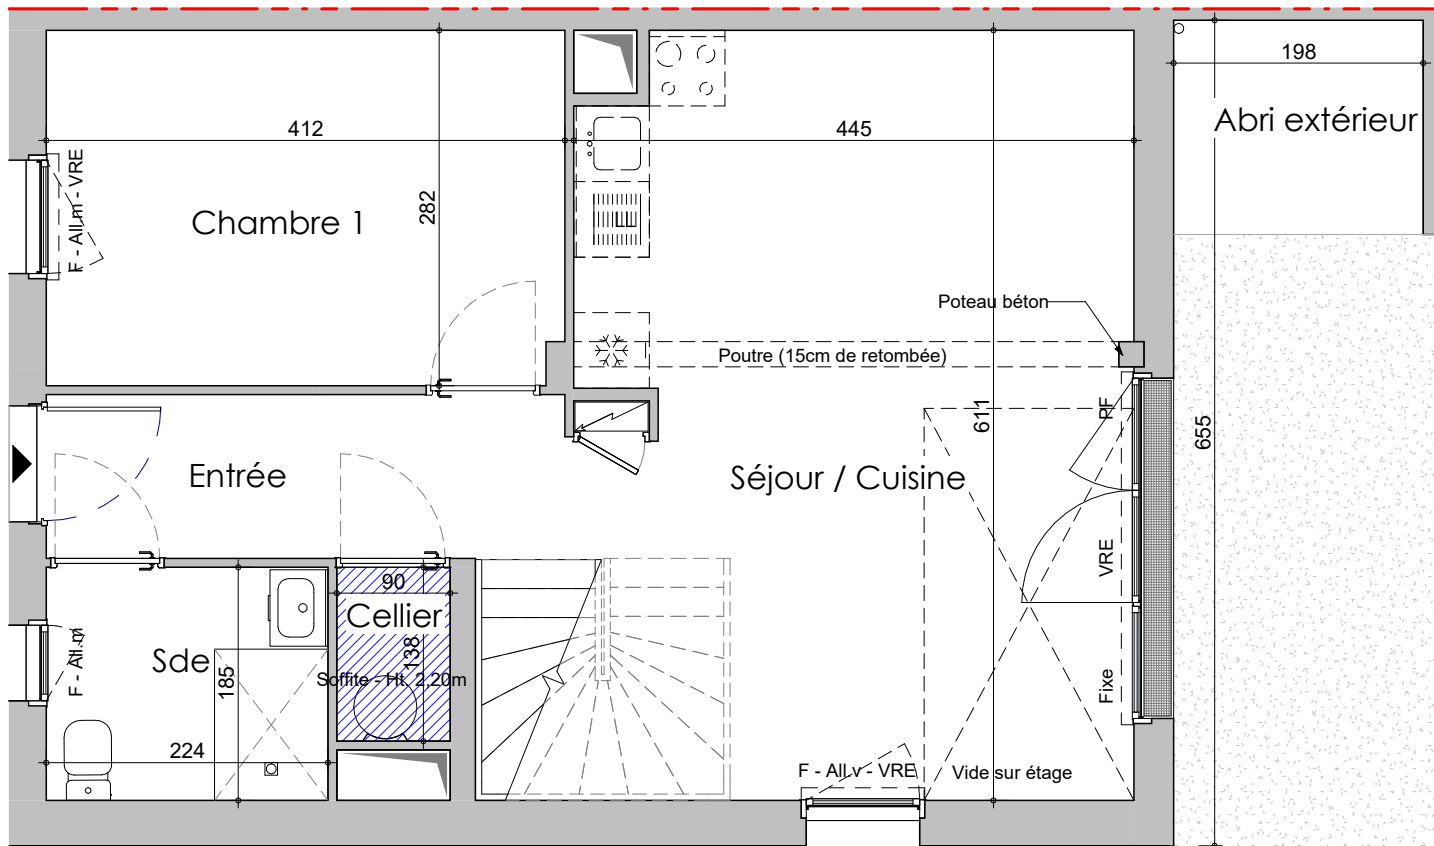 198
Abri extérieur
412
445
F - All.m - VRE
282
Chambre 1
LL
Poteau béton
Poutre (15cm de retombée)
PF
611
655
Entrée
Séjour / Cuisine
VRE
90
Cellier
138
Soffite - Ht. 2,20m
F - All.m
Sde
185
224
Fixe
F - All.v - VRE
Vide sur étage